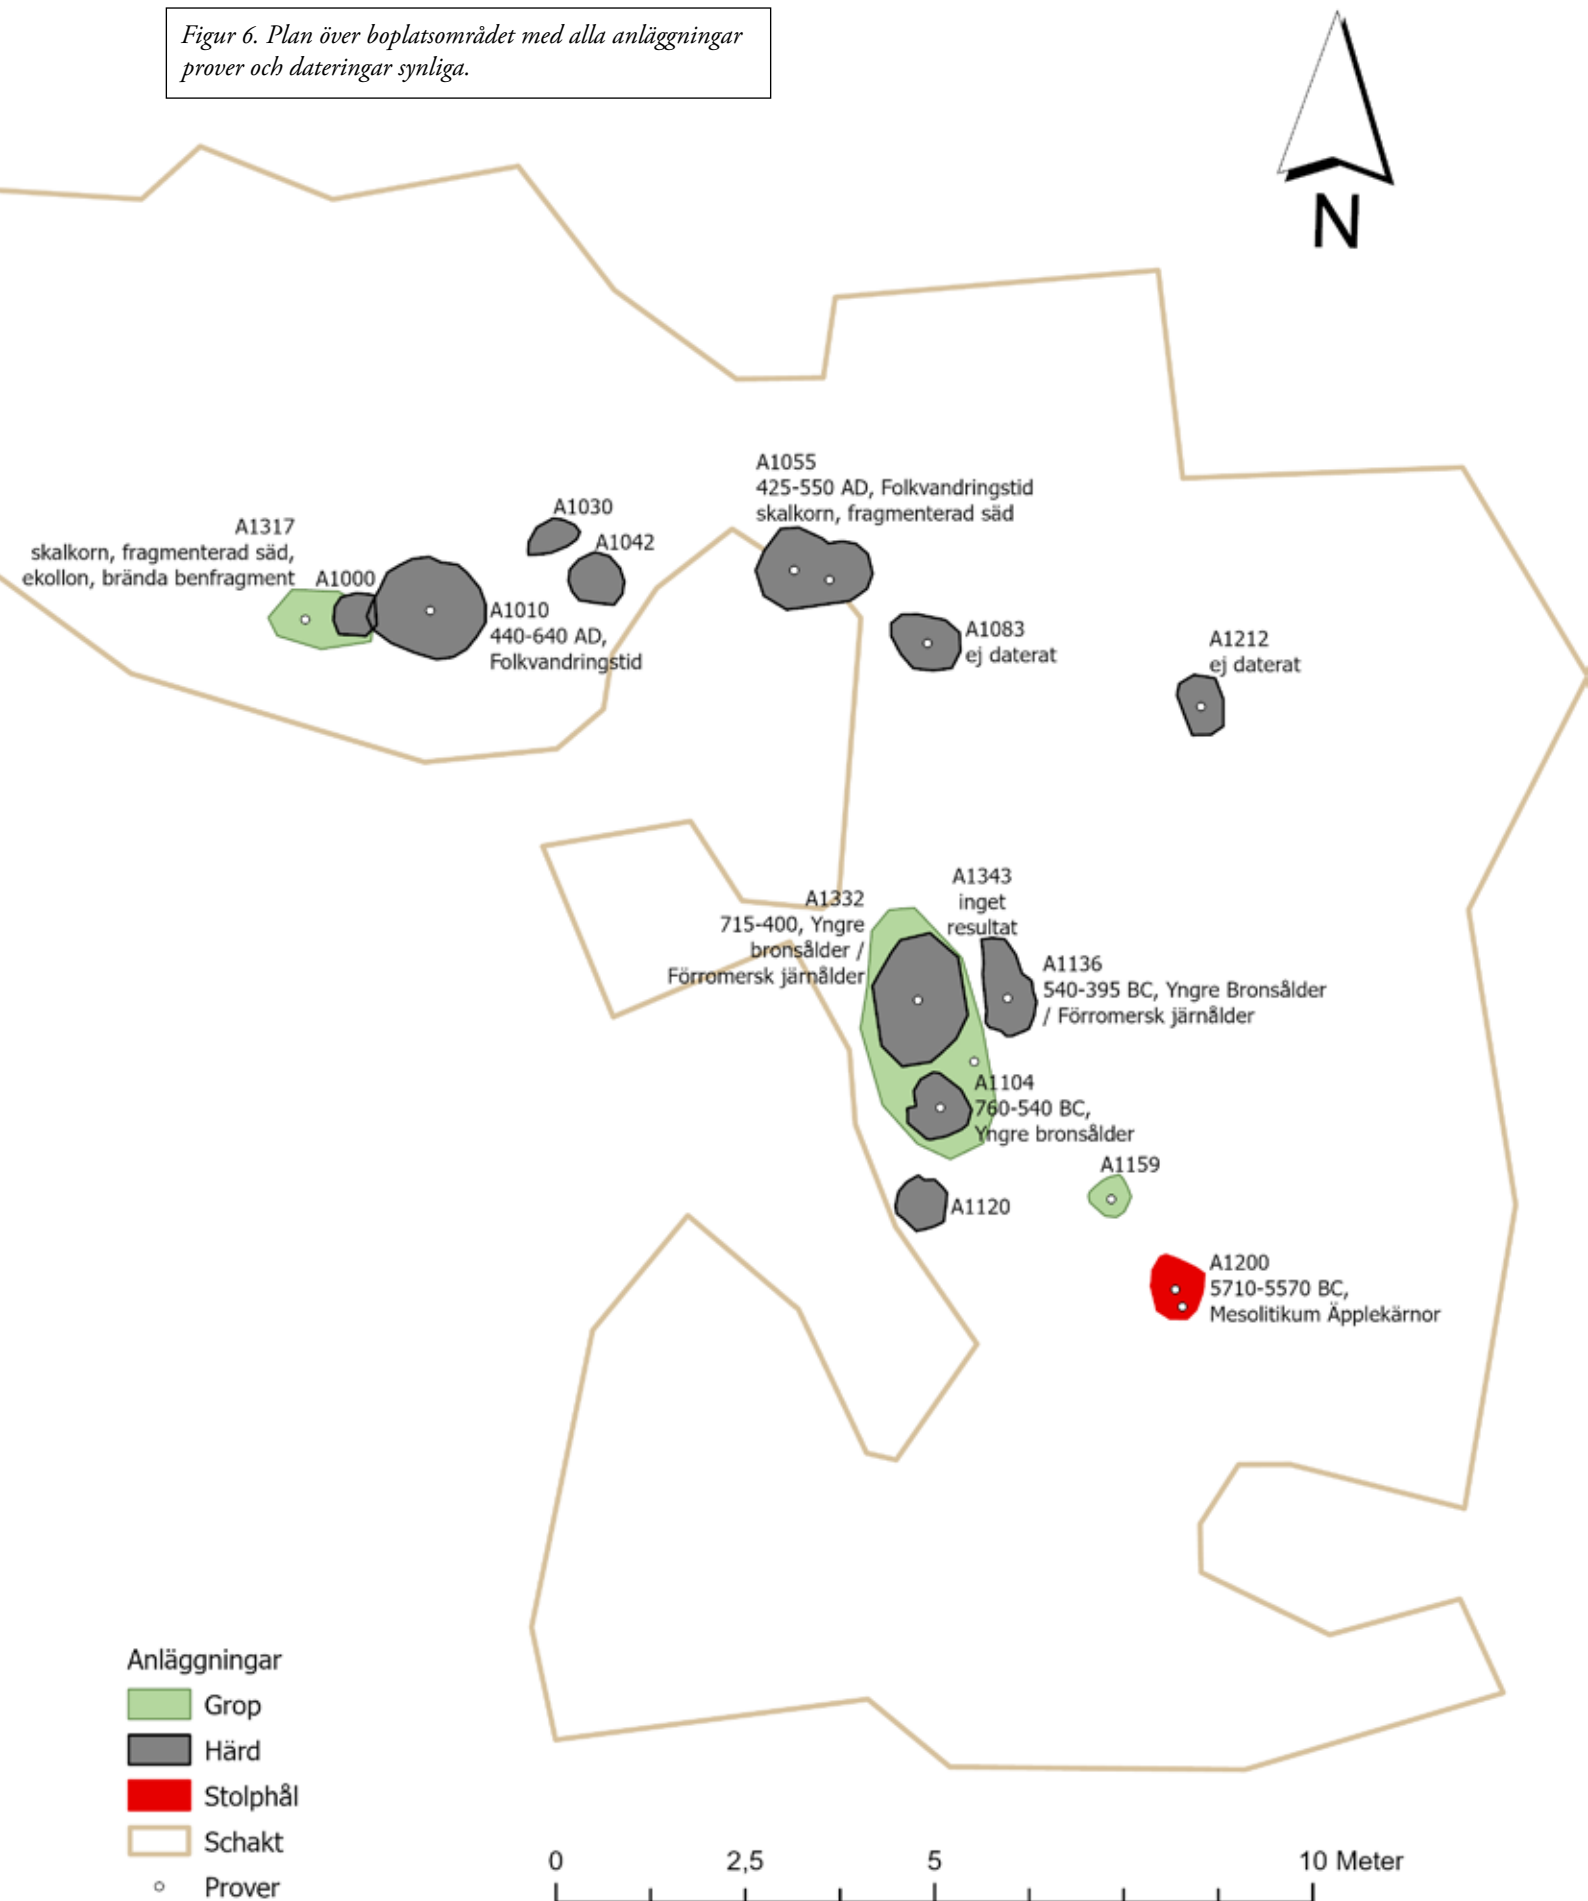 Figur 6. Plan över boplatsområdet med alla anläggningar
prover och dateringar synliga.
N
A1055
425-550 AD, Folkvandringstid
skalkorn, fragmenterad säd
A1030
A1042
A1317
skalkorn, fragmenterad säd,
ekollon, brända benfragment
A1000
A1010
440-640 AD,
Folkvandringstid
A1083
ej daterat
A1212
ej daterat
A1332
715-400, Yngre
bronsålder /
Förromersk järnålder
A1343
inget
resultat
A1136
540-395 BC, Yngre Bronsålder
/ Förromersk järnålder
A1104
760-540 BC,
Yngre bronsålder
A1159
A1120
A1200
5710-5570 BC,
Mesolitikum Äpplekärnor
Anläggningar
Grop
Härd
Stolphål
Schakt
Prover
0 2,5 5 10 Meter